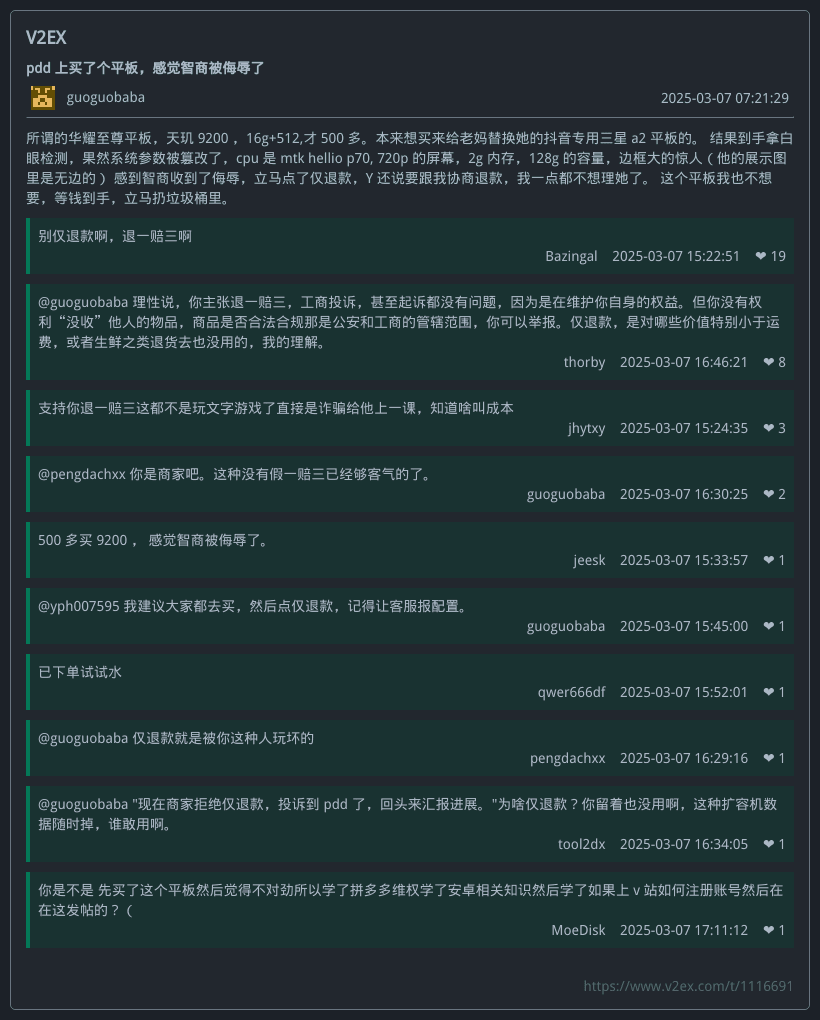 V2EX
pdd 上买了个平板，感觉智商被侮辱了
guoguobaba 2025-03-07 07:21:29
所谓的华耀至尊平板，天玑 9200 ，16g+512,才 500 多。本来想买来给老妈替换她的抖音专用三星 a2 平板的。 结果到手拿白
眼检测，果然系统参数被篡改了，cpu 是 mtk hellio p70, 720p 的屏幕，2g 内存，128g 的容量，边框大的惊人（他的展示图
里是无边的） 感到智商收到了侮辱，立马点了仅退款，Y 还说要跟我协商退款，我一点都不想理她了。 这个平板我也不想
要，等钱到手，立马扔垃圾桶里。
别仅退款啊，退一赔三啊
Bazingal 2025-03-07 15:22:51 ❤ 19
@guoguobaba 理性说，你主张退一赔三，工商投诉，甚至起诉都没有问题，因为是在维护你自身的权益。但你没有权
利“没收”他人的物品，商品是否合法合规那是公安和工商的管辖范围，你可以举报。仅退款，是对哪些价值特别小于运
费，或者生鲜之类退货去也没用的，我的理解。
thorby 2025-03-07 16:46:21 ❤ 8
支持你退一赔三这都不是玩文字游戏了直接是诈骗给他上一课，知道啥叫成本
jhytxy 2025-03-07 15:24:35 ❤ 3
@pengdachxx 你是商家吧。这种没有假一赔三已经够客气的了。
guoguobaba 2025-03-07 16:30:25 ❤ 2
500 多买 9200 ， 感觉智商被侮辱了。
jeesk 2025-03-07 15:33:57 ❤ 1
@yph007595 我建议大家都去买，然后点仅退款，记得让客服报配置。
guoguobaba 2025-03-07 15:45:00 ❤ 1
已下单试试水
qwer666df 2025-03-07 15:52:01 ❤ 1
@guoguobaba 仅退款就是被你这种人玩坏的
pengdachxx 2025-03-07 16:29:16 ❤ 1
@guoguobaba "现在商家拒绝仅退款，投诉到 pdd 了，回头来汇报进展。"为啥仅退款？你留着也没用啊，这种扩容机数
据随时掉，谁敢用啊。
tool2dx 2025-03-07 16:34:05 ❤ 1
你是不是 先买了这个平板然后觉得不对劲所以学了拼多多维权学了安卓相关知识然后学了如果上 v 站如何注册账号然后在
在这发帖的？（
MoeDisk 2025-03-07 17:11:12 ❤ 1
https://www.v2ex.com/t/1116691